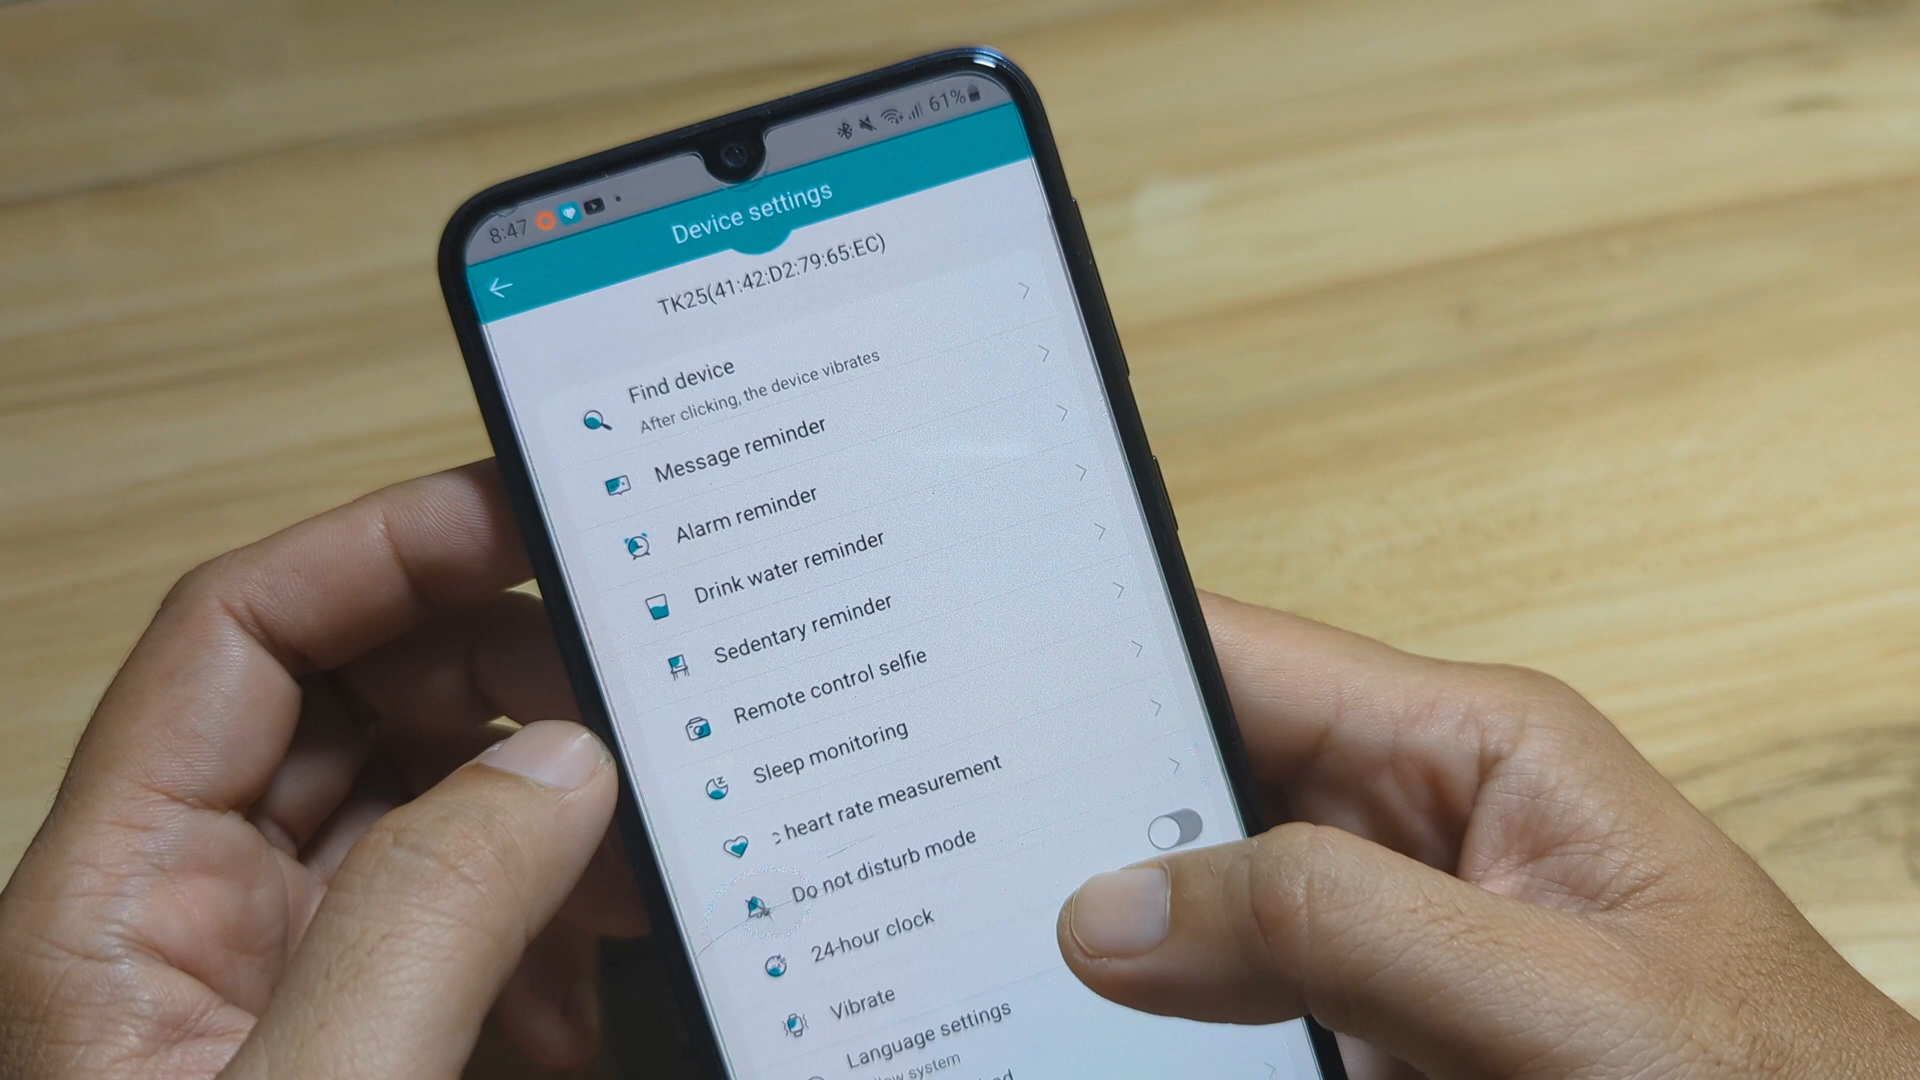 8:47
61%
Device settings
TK25(41:42:D2:79:65:EC)
Find device
After clicking, the device vibrates
Message reminder
Alarm reminder
Drink water reminder
Sedentary reminder
Remote control selfie
Sleep monitoring
heart rate measurement
Do not disturb mode
24-hour clock
Vibrate
Language settings
system